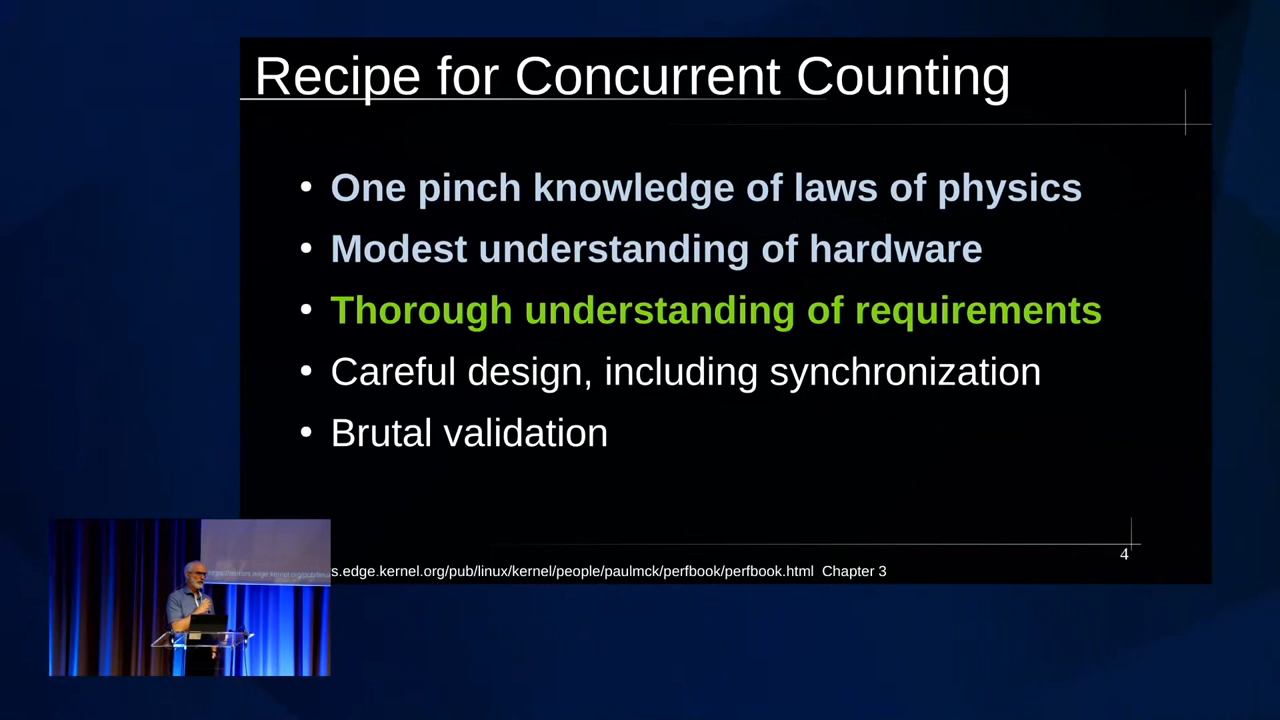 Recipe for Concurrent Counting
• One pinch knowledge of laws of physics
• Modest understanding of hardware
• Thorough understanding of requirements
• Careful design, including synchronization
• Brutal validation
4
s.edge.kernel.org/pub/linux/kernel/people/paulmck/perfbook/perfbook.html Chapter 3